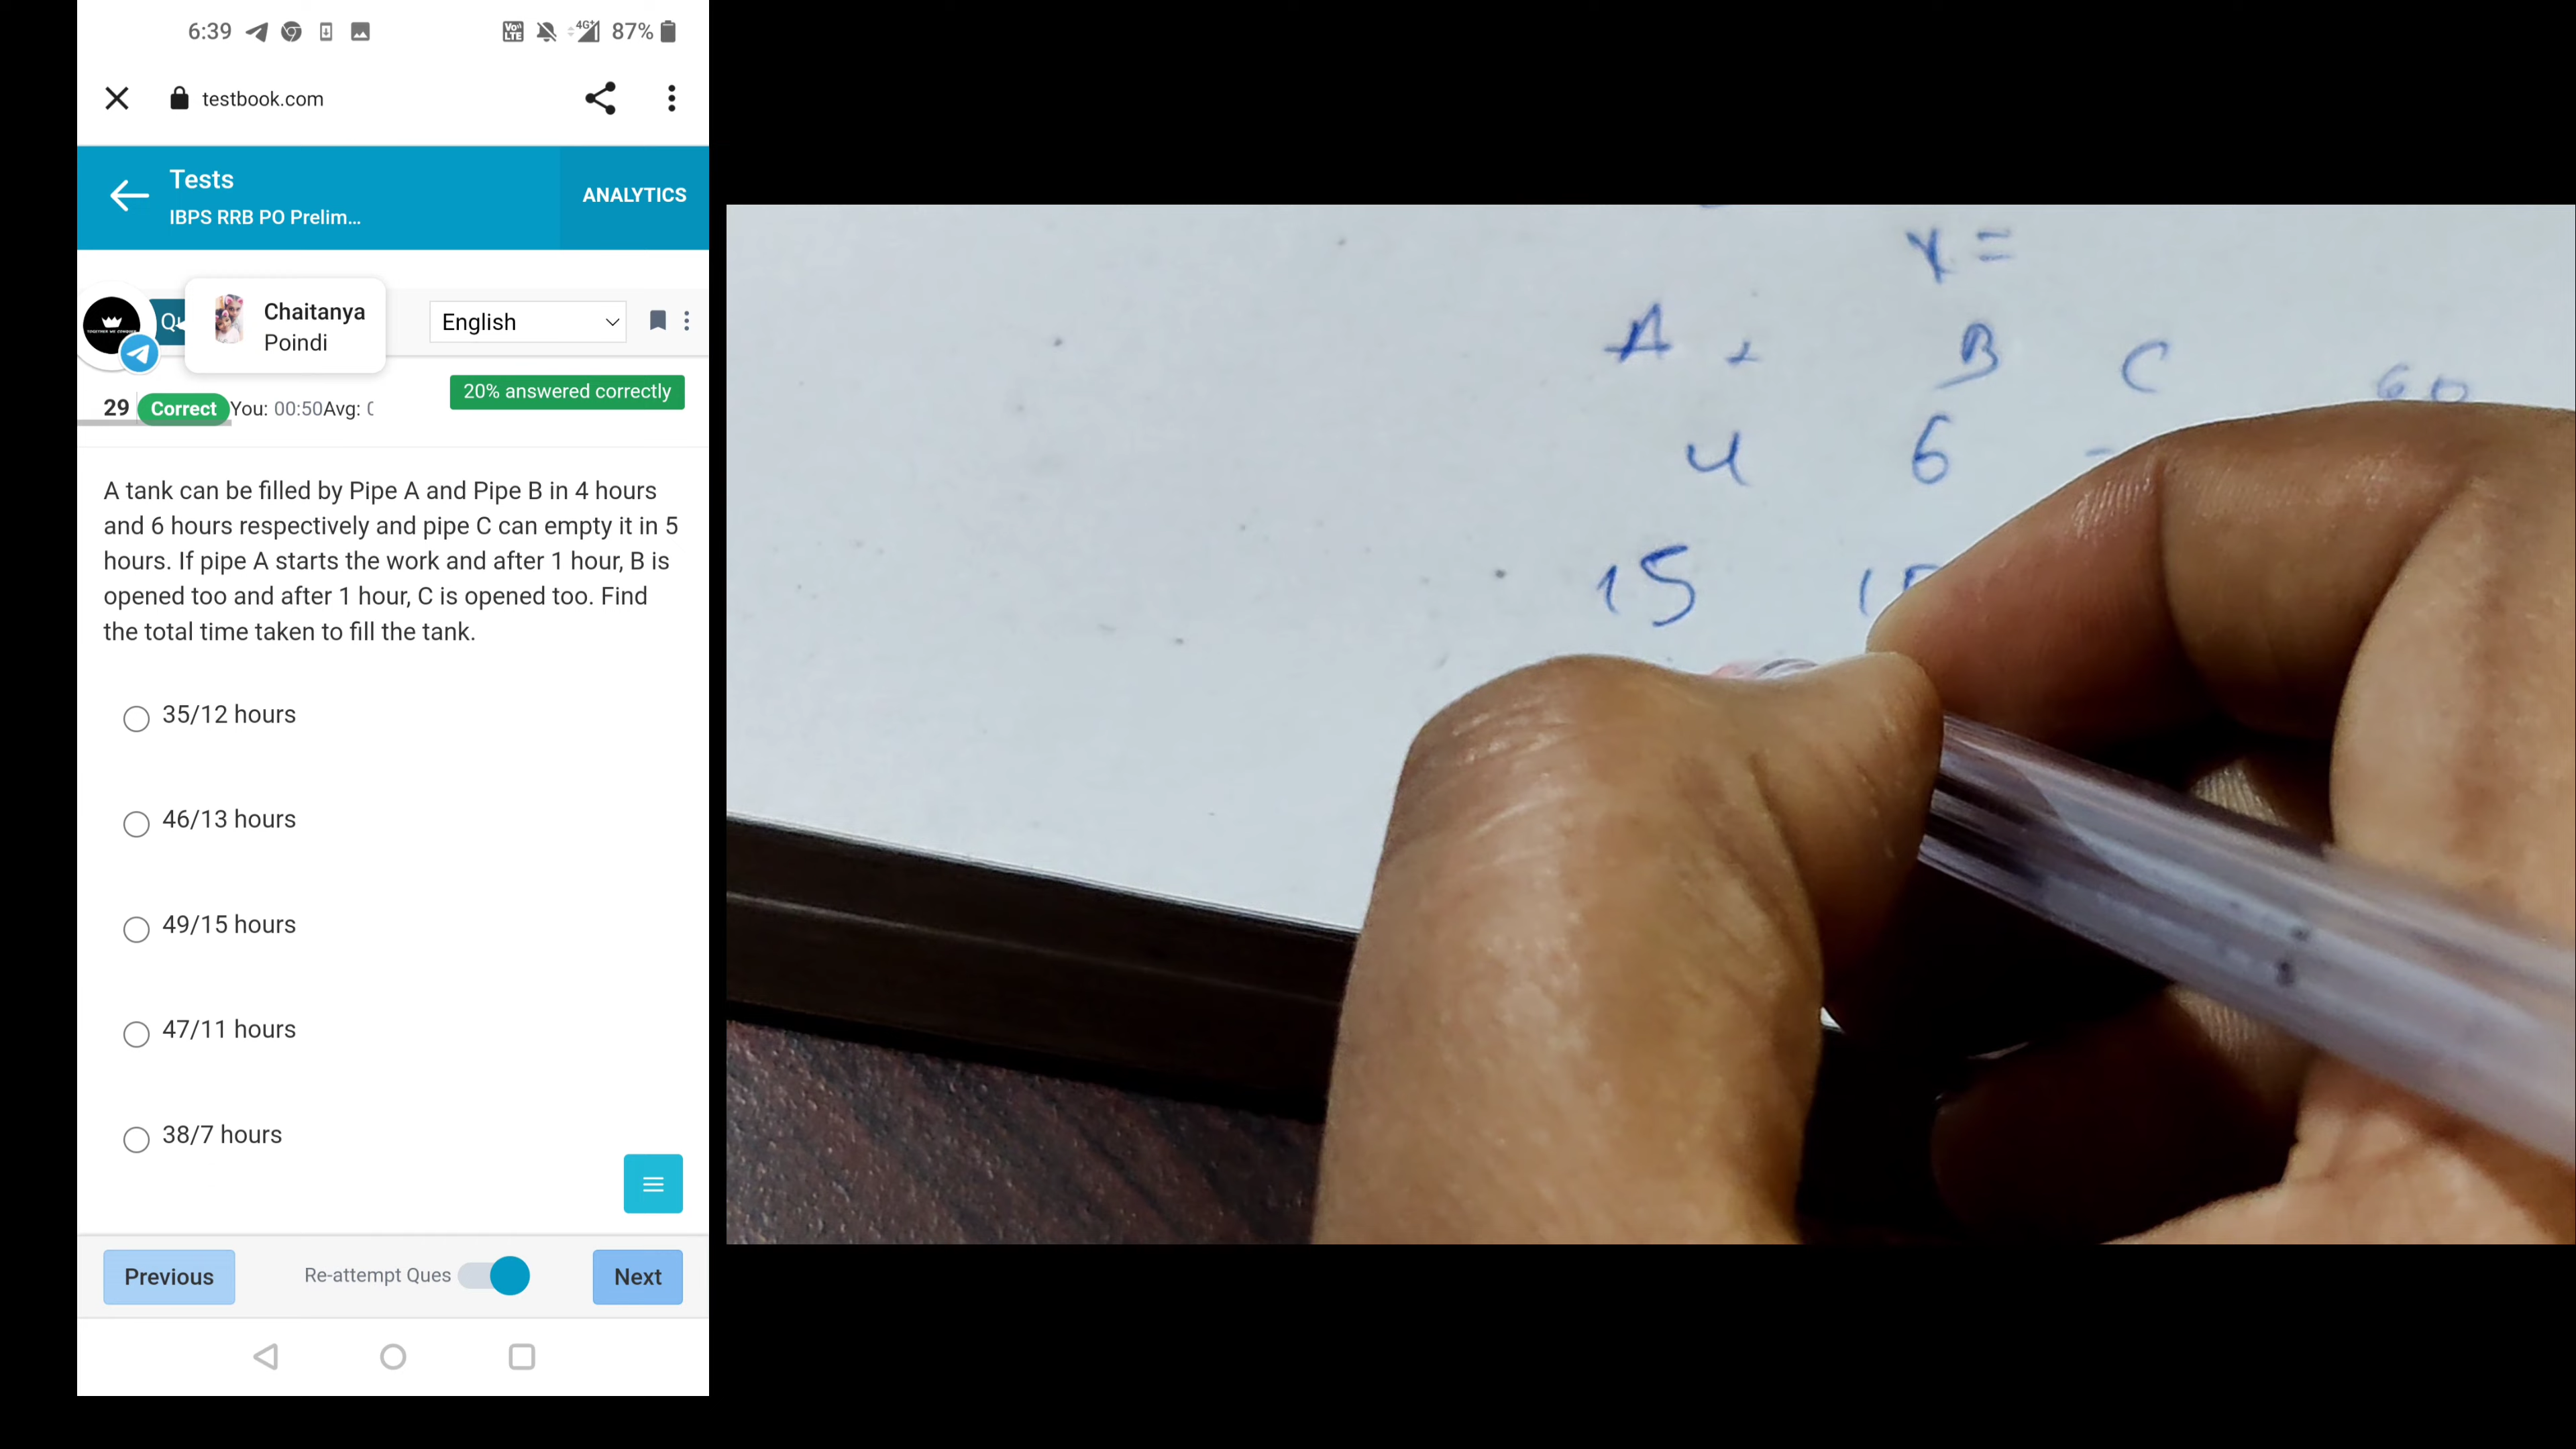 6:39 Vo)) LTE 4G+ 87%
testbook.com
Tests
IBPS RRB PO Prelim...
ANALYTICS
Chaitanya
Poindi
English
29 Correct You: 00:50Avg:
20% answered correctly
A tank can be filled by Pipe A and Pipe B in 4 hours
and 6 hours respectively and pipe C can empty it in 5
hours. If pipe A starts the work and after 1 hour, B is
opened too and after 1 hour, C is opened too. Find
the total time taken to fill the tank.
35/12 hours
46/13 hours
49/15 hours
47/11 hours
38/7 hours
Previous
Re-attempt Ques
Next
x =
A B C
60
4 6 -
15